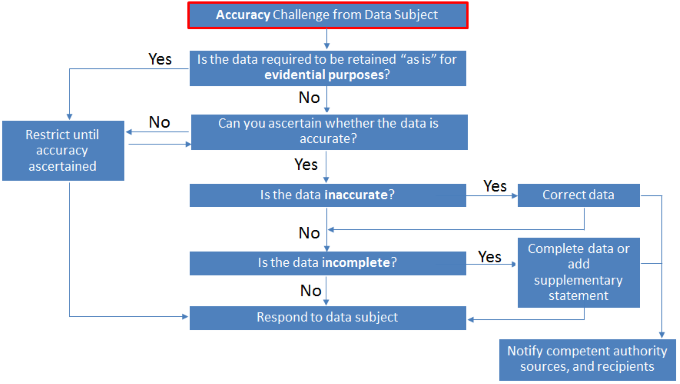 Accuracy Challenge from Data Subject
Yes
Is the data required to be retained “as is” for
evidential purposes?
No
Restrict until
accuracy
ascertained
No
Can you ascertain whether the data is
accurate?
Yes
Is the data inaccurate?
Yes
Correct data
No
Is the data incomplete?
Yes
Complete data or
add
supplementary
statement
No
Respond to data subject
Notify competent authority
sources, and recipients